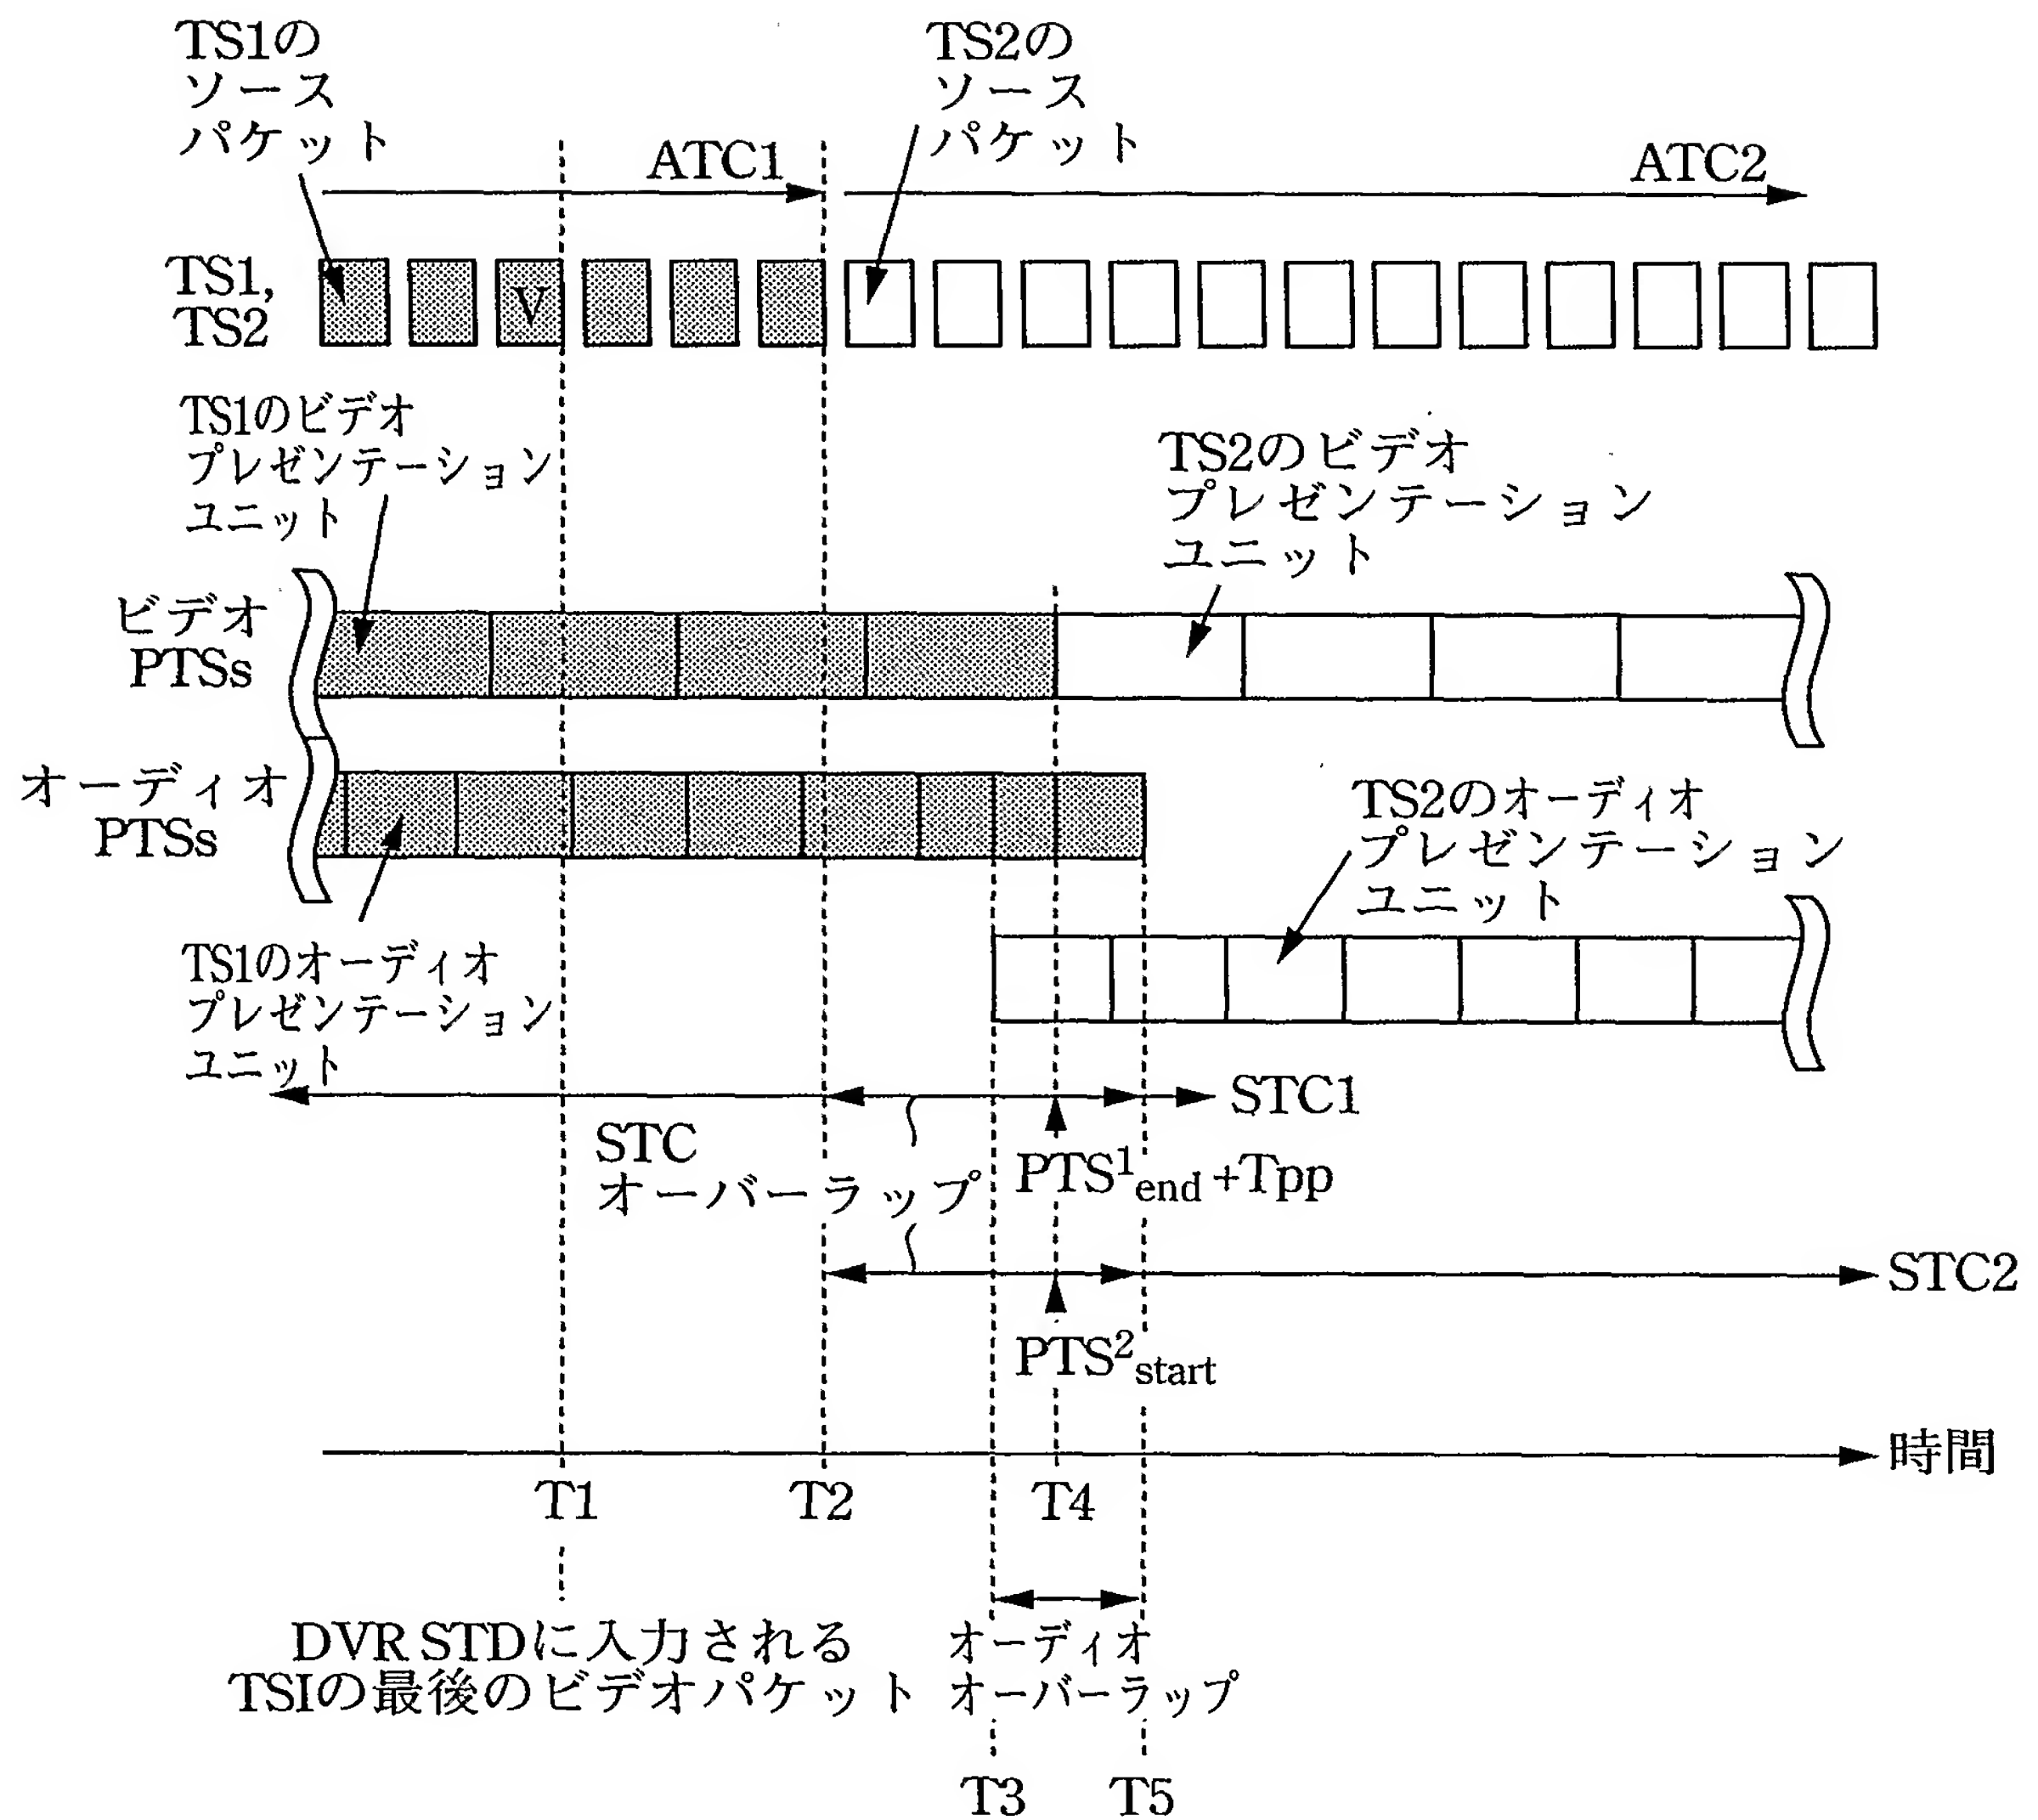 TS1の
ソース
パケット
TS2の
ソース
パケット
ATC1
ATC2
TS1,
TS2
V
TS1のビデオ
プレゼンテーション
ユニット
TS2のビデオ
プレゼンテーション
ユニット
ビデオ
PTSs
オーディオ
PTSs
TS2のオーディオ
プレゼンテーション
ユニット
TS1のオーディオ
プレゼンテーション
ユニット
STC1
STC
オーバーラップ
PTS¹end+Tpp
STC2
PTS²start
時間
T1
T2
T4
DVR STDに入力される
TSIの最後のビデオパケット
オーディオ
オーバーラップ
T3
T5